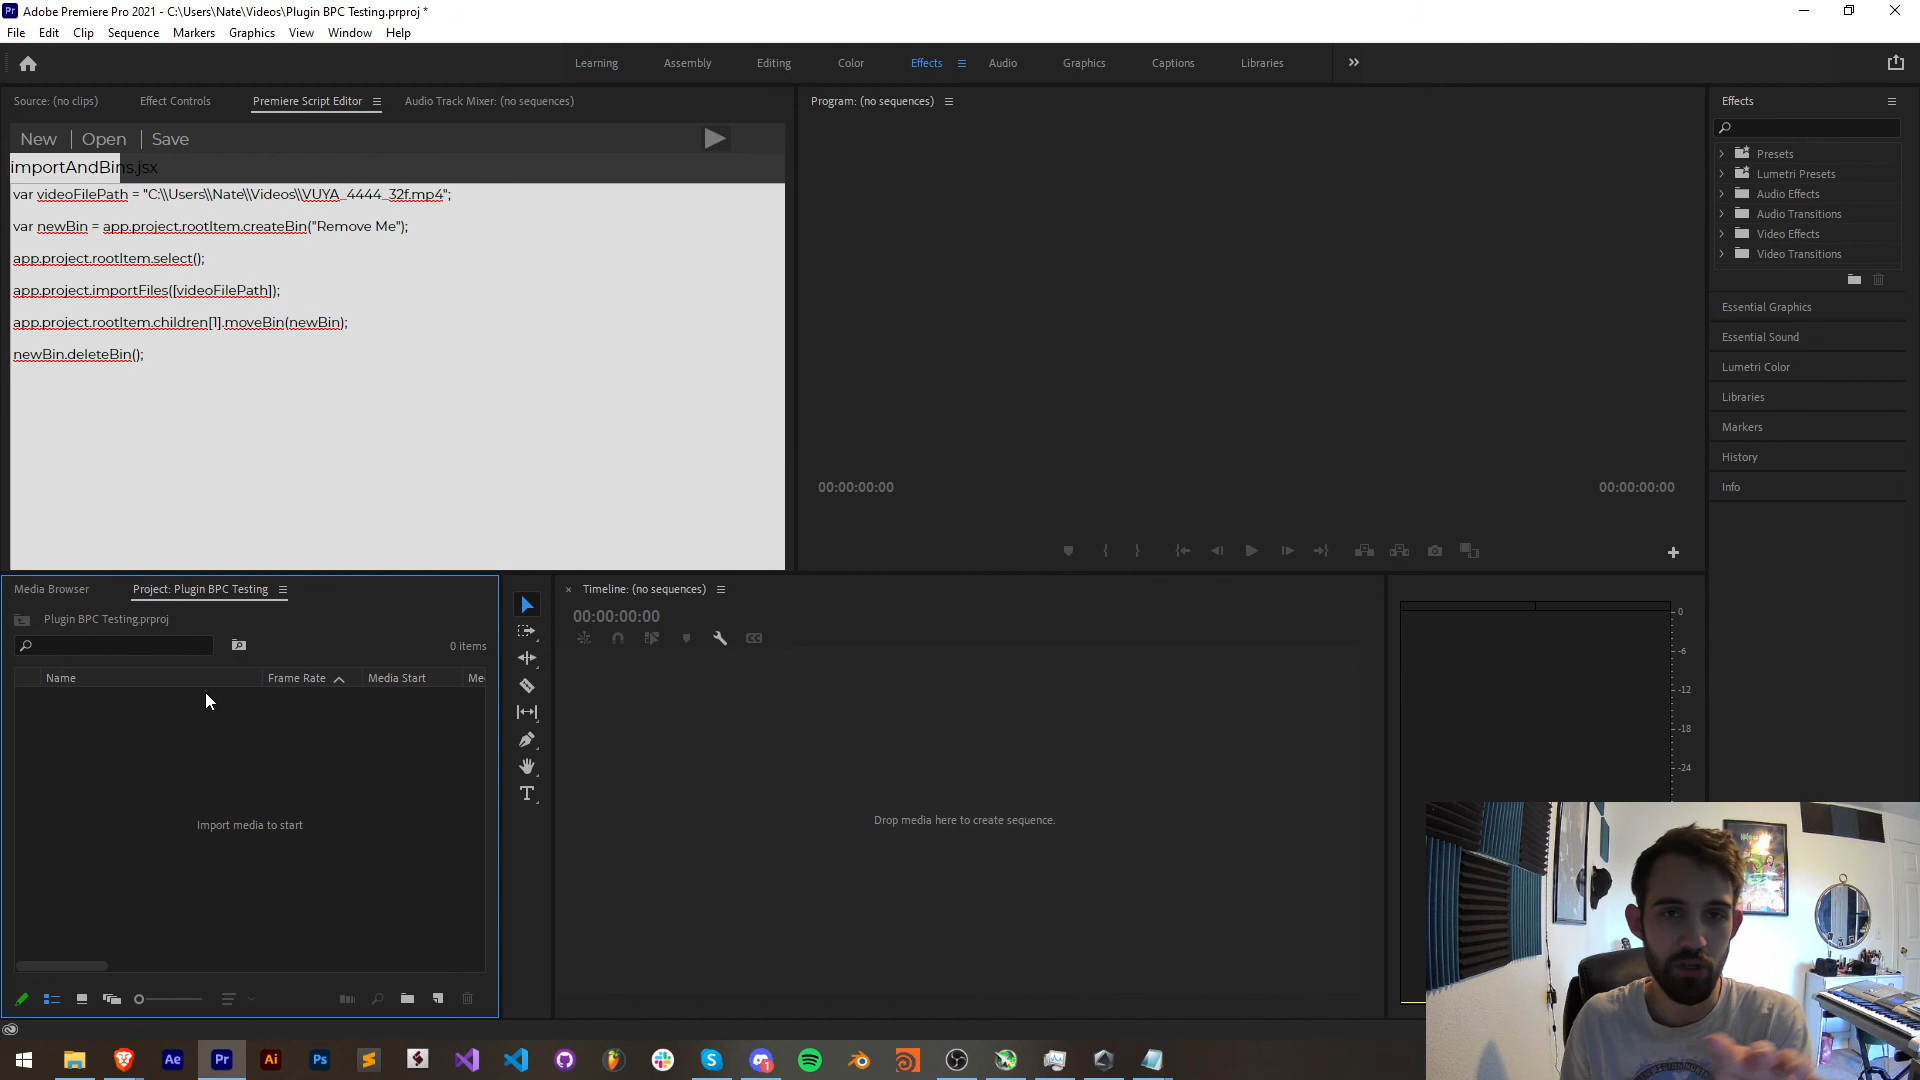 Adobe Premiere Pro 2021 - C:\Users\Nate\Videos\Plugin BPC Testing.prproj *
File Edit Clip Sequence Markers Graphics View Window Help
Learning Assembly Editing Color Effects Audio Graphics Captions Libraries
Source: (no clips) Effect Controls Premiere Script Editor Audio Track Mixer: (no sequences)
Program: (no sequences)
Effects
New | Open | Save
importAndBins.jsx
var videoFilePath = "C:\\Users\\Nate\\Videos\\VUYA_4444_32f.mp4";
var newBin = app.project.rootItem.createBin("Remove Me");
app.project.rootItem.select();
app.project.importFiles([videoFilePath]);
app.project.rootItem.children[1].moveBin(newBin);
newBin.deleteBin();
00:00:00:00 00:00:00:00
Presets
Lumetri Presets
Audio Effects
Audio Transitions
Video Effects
Video Transitions
Essential Graphics
Essential Sound
Lumetri Color
Libraries
Markers
History
Info
Media Browser Project: Plugin BPC Testing
Plugin BPC Testing.prproj
0 items
Name Frame Rate Media Start Me
Import media to start
Timeline: (no sequences)
00:00:00:00
Drop media here to create sequence.
0
-6
-12
-18
-24
Ae Pr Ai Ps